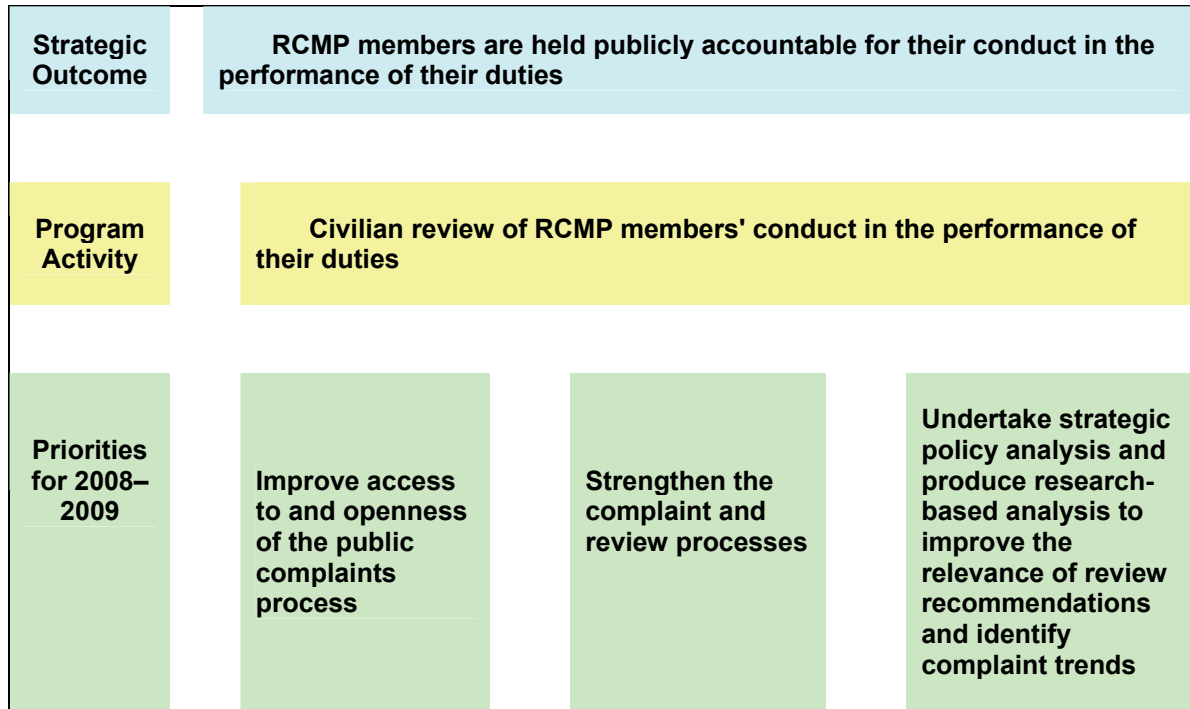 Strategic
Outcome
RCMP members are held publicly accountable for their conduct in the
performance of their duties
Program
Activity
Civilian review of RCMP members' conduct in the performance of
their duties
Priorities
for 2008–
2009
Improve access
to and openness
of the public
complaints
process
Strengthen the
complaint and
review processes
Undertake strategic
policy analysis and
produce research-
based analysis to
improve the
relevance of review
recommendations
and identify
complaint trends